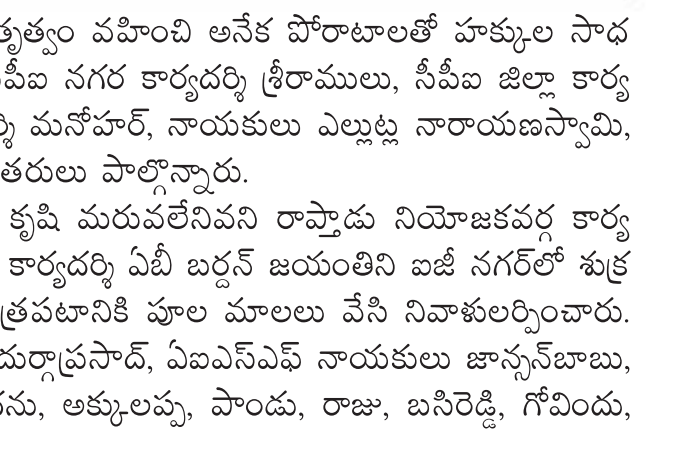 తృత్వం వహించి అనేక పోరాటాలతో హక్కుల సాధ
పీఐ నగర కార్యదర్శి శ్రీరాములు, సీపీఐ జిల్లా కార్య
ర్శి మనోహర్, నాయకులు ఎల్లుట్ల నారాయణస్వామి,
తరులు పాల్గొన్నారు.
కృషి మరువలేనివని రాప్తాడు నియోజకవర్గ కార్య
కార్యదర్శి ఏబీ బర్దన్ జయంతిని ఐజీ నగర్‌లో శుక్ర
త్రపటానికి పూల మాలలు వేసి నివాళులర్పించారు.
దుర్గాప్రసాద్, ఏఐఎస్ఎఫ్ నాయకులు జాన్సన్‌బాబు,
ను, అక్కులప్ప, పాండు, రాజు, బసిరెడ్డి, గోవిందు,